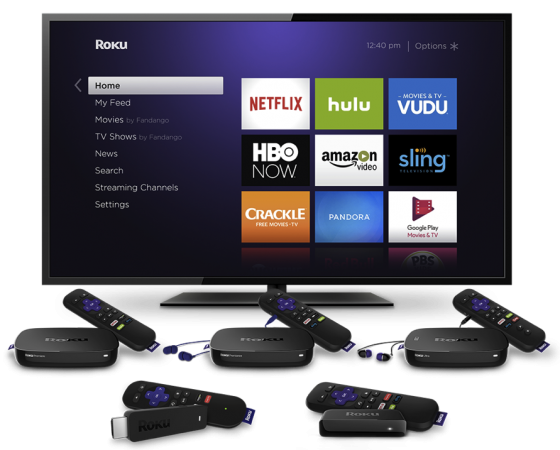 Roku
12:40 pm | Options
Home
My Feed
Movies by Fandango
TV Shows by Fandango
News
Search
Streaming Channels
Settings
NETFLIX
hulu
MOVIES & TV
VUDU
HBO
NOW
amazon
video
sling
TELEVISION
CRACKLE
FREE MOVIES · TV
PANDORA
Google Play
Movies & TV
PBS
Roku
Roku
Roku
Roku
Roku